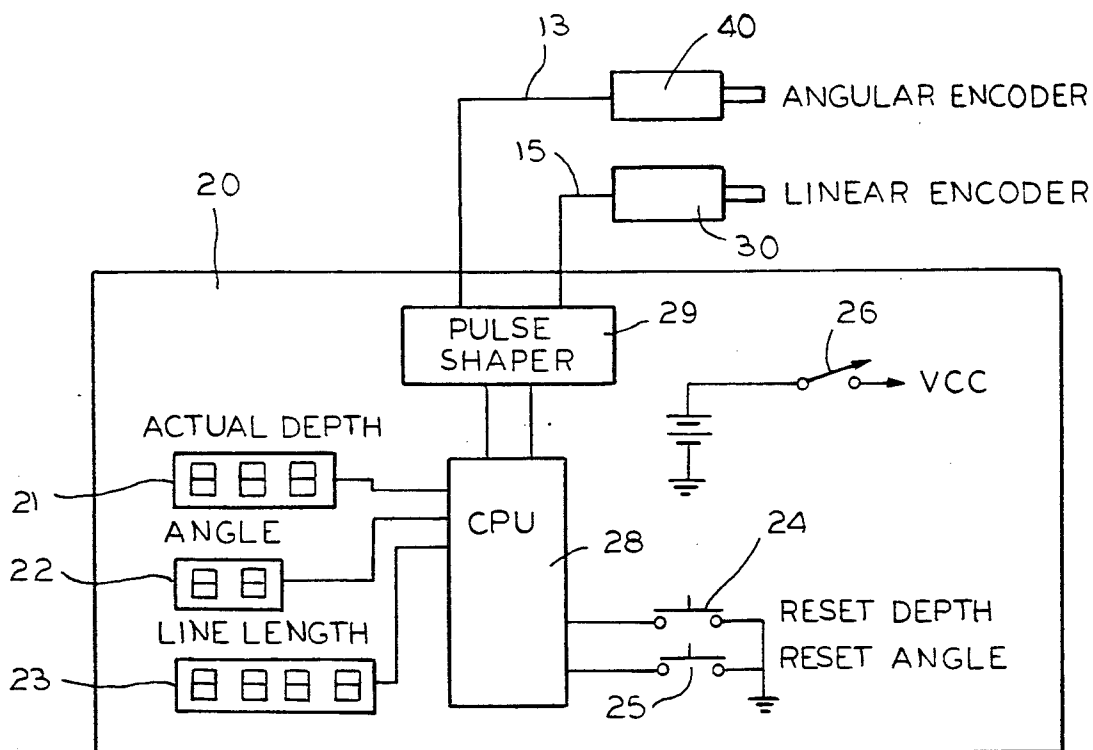 13
40
ANGULAR ENCODER
15
LINEAR ENCODER
30
20
PULSE
SHAPER
29
26
VCC
ACTUAL DEPTH
21
CPU
ANGLE
28
24
22
RESET DEPTH
LINE LENGTH
RESET ANGLE
23
25